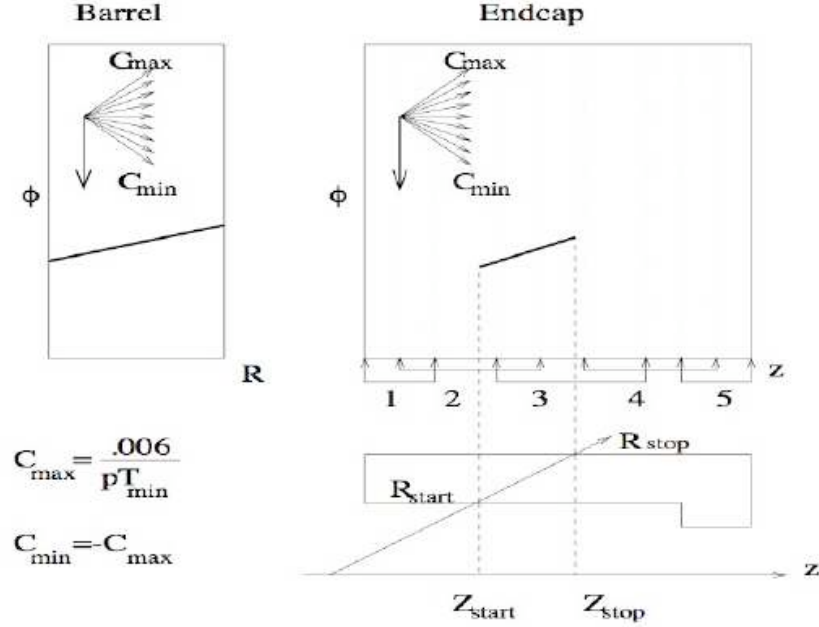 Barrel
Endcap
Cmax
Cmin
ϕ
R
Cmax
Cmin
ϕ
z
1 2 3 4 5
Cmax = .006 / pTmin
Cmin =-Cmax
Rstop
Rstart
z
Zstart Zstop